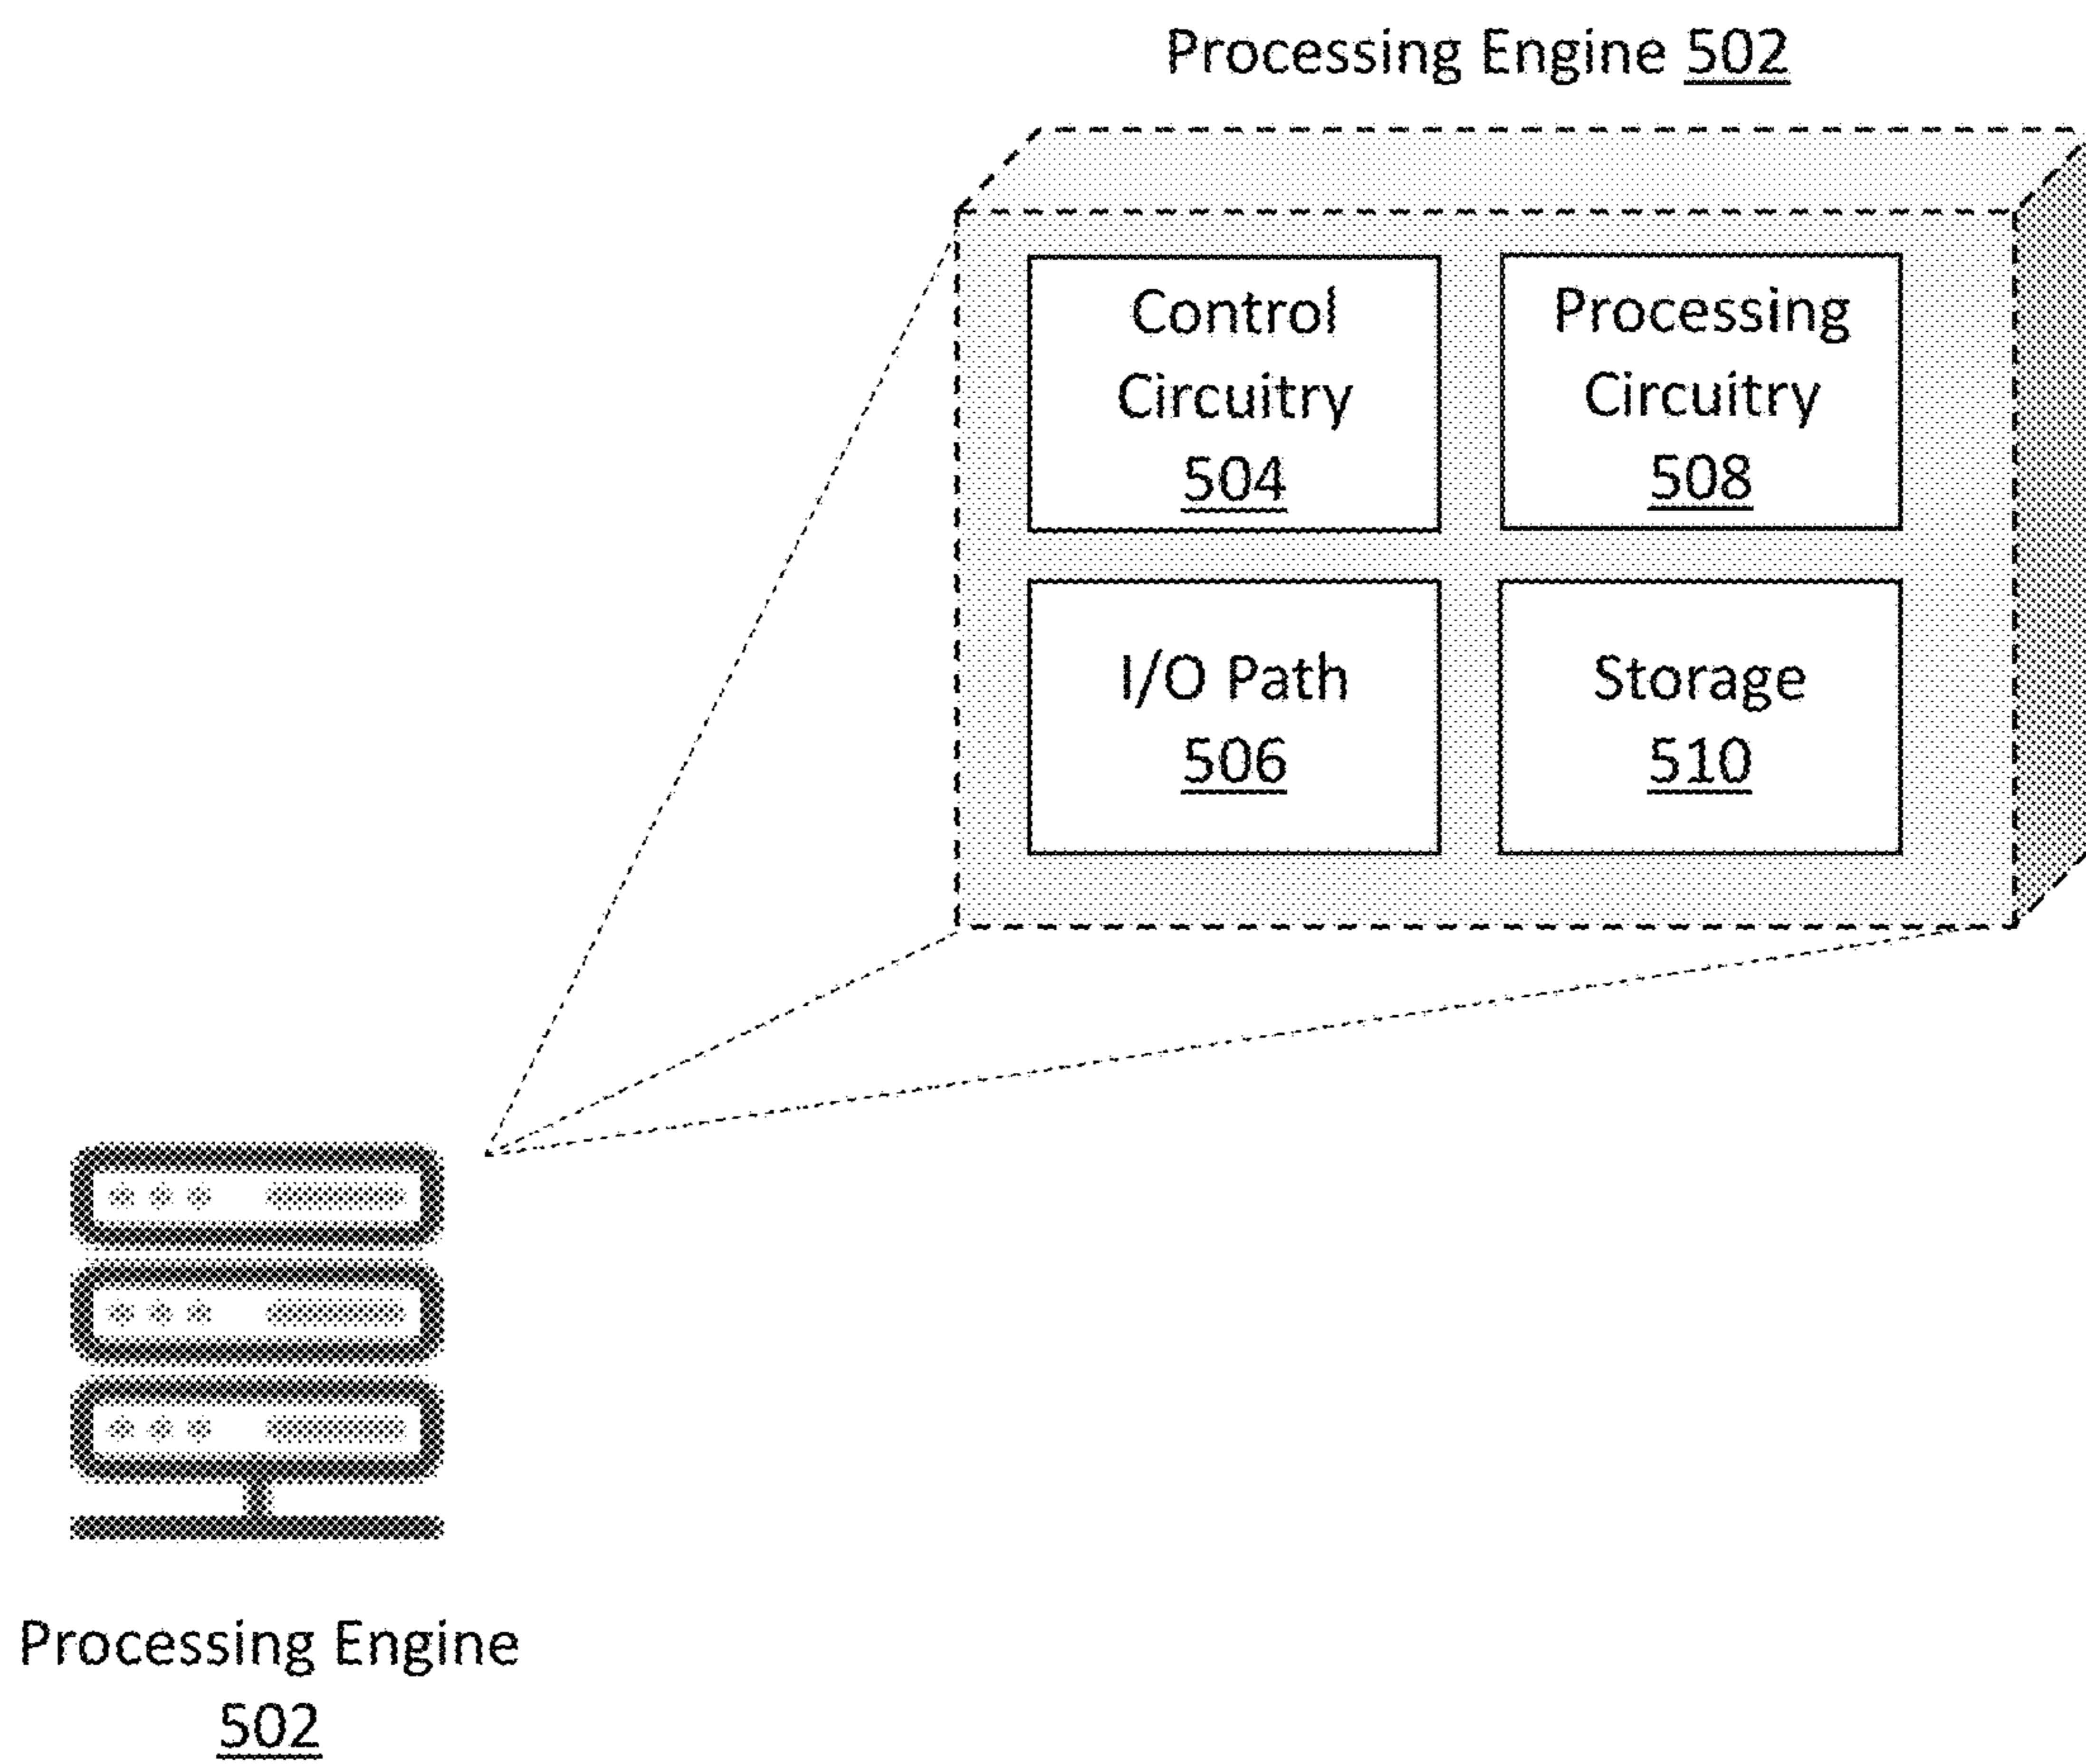 Processing Engine 502
Control
Circuitry
504
Processing
Circuitry
508
I/O Path
506
Storage
510
Processing Engine
502